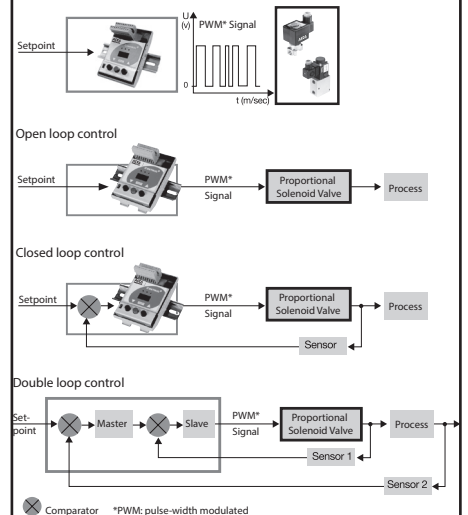 U
(v)
PWM* Signal
Setpoint
0
t (m/sec)
Open loop control
Setpoint
PWM*
Signal
Proportional
Solenoid Valve
Process
Closed loop control
Setpoint
PWM*
Signal
Proportional
Solenoid Valve
Process
Sensor
Double loop control
Set-
point
Master
Slave
PWM*
Signal
Proportional
Solenoid Valve
Process
Sensor 1
Sensor 2
Comparator *PWM: pulse-width modulated